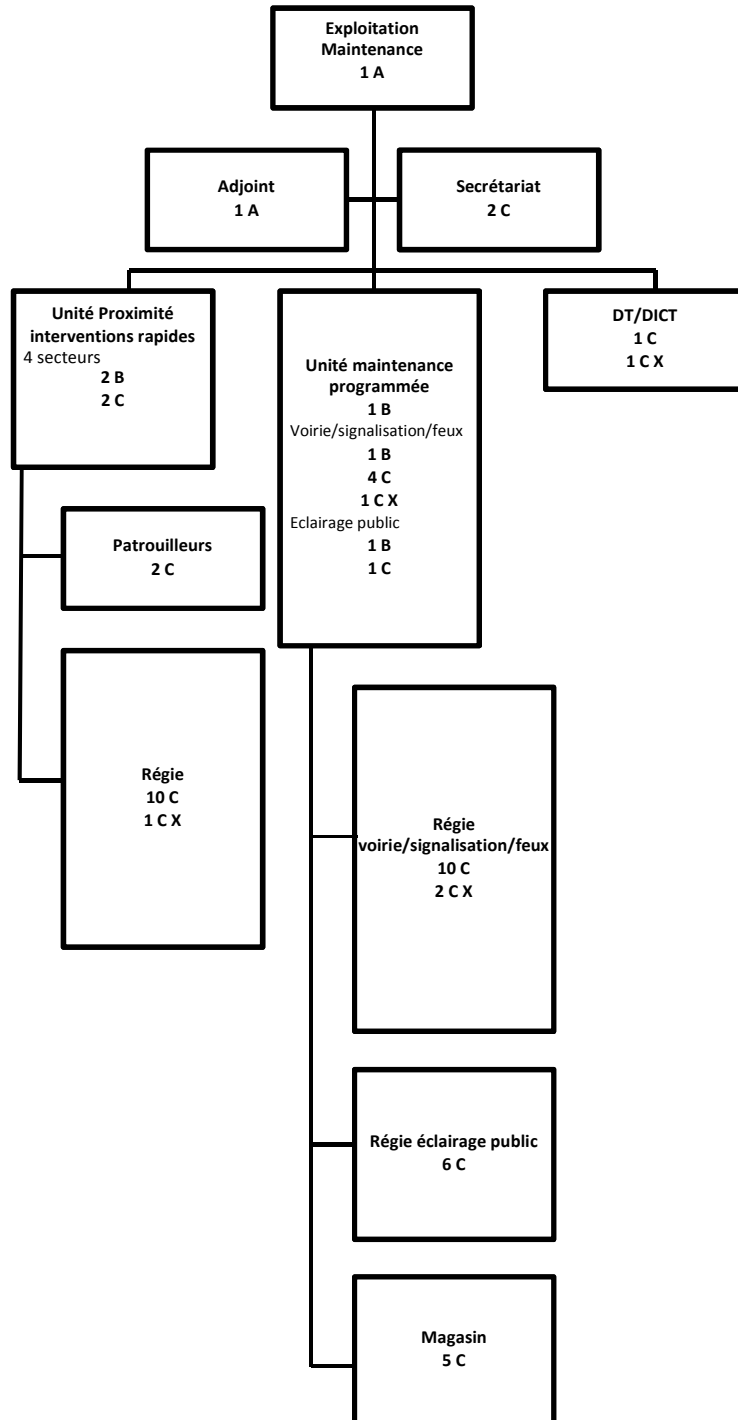 Exploitation
Maintenance
1 A
Adjoint
1 A
Secrétariat
2 C
Unité Proximité
interventions rapides
4 secteurs
2 B
2 C
Unité maintenance
programmée
1 B
Voirie/signalisation/feux
1 B
4 C
1 C X
Eclairage public
1 B
1 C
DT/DICT
1 C
1 C X
Patrouilleurs
2 C
Régie
10 C
1 C X
Régie
voirie/signalisation/feux
10 C
2 C X
Régie éclairage public
6 C
Magasin
5 C